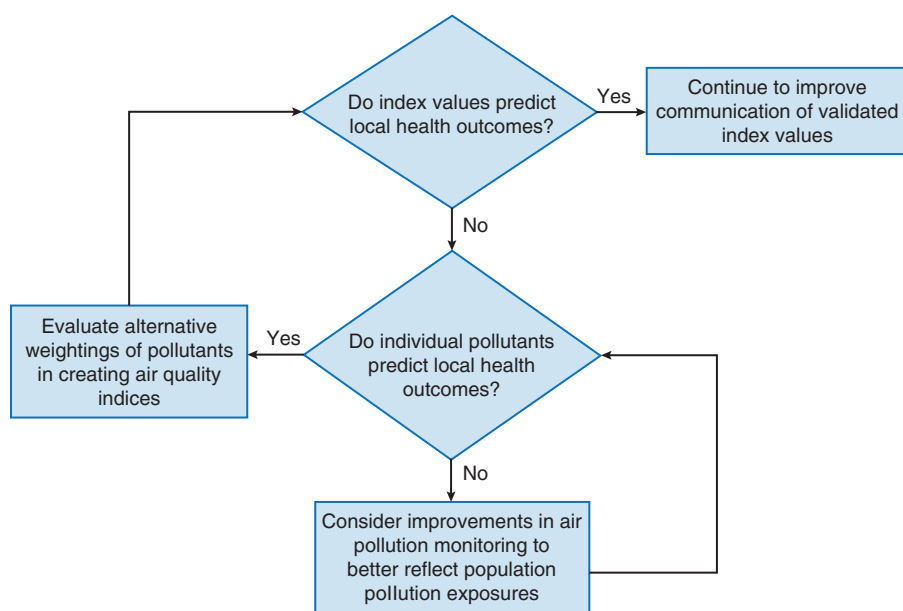 Do index values predict
local health outcomes?
Yes
Continue to improve
communication of validated
index values
No
Do individual pollutants
predict local health
outcomes?
Yes
Evaluate alternative
weightings of pollutants
in creating air quality
indices
No
Consider improvements in air
pollution monitoring to
better reflect population
pollution exposures